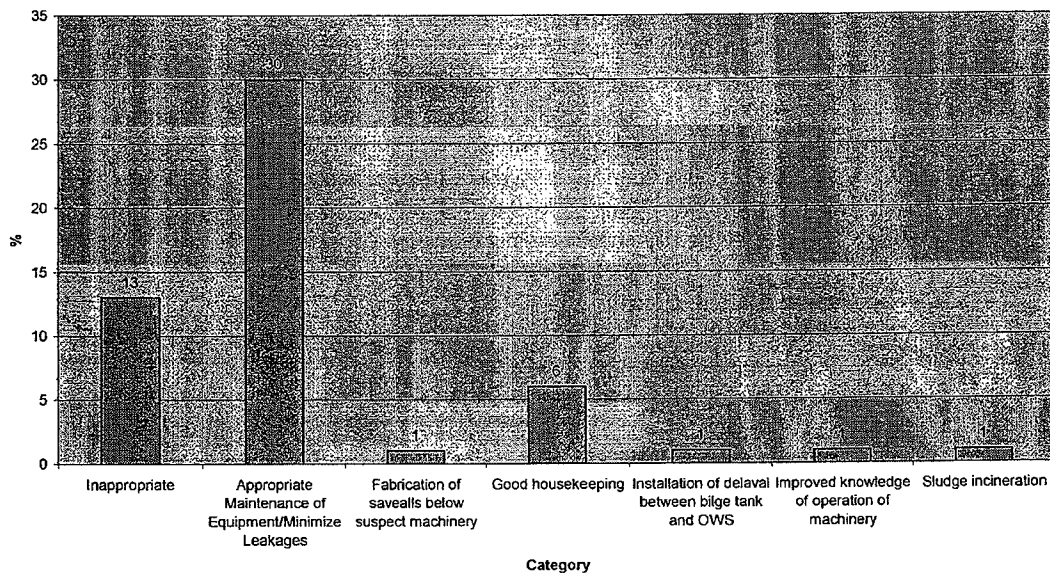 35
30
25
20
15
10
5
0
%
13
30
1
6
1
1
1
Inappropriate
Appropriate
Maintenance of
Equipment/Minimize
Leakages
Fabrication of
savealls below
suspect machinery
Good housekeeping
Installation of delaval
between bilge tank
and OWS
Improved knowledge
of operation of
machinery
Sludge incineration
Category